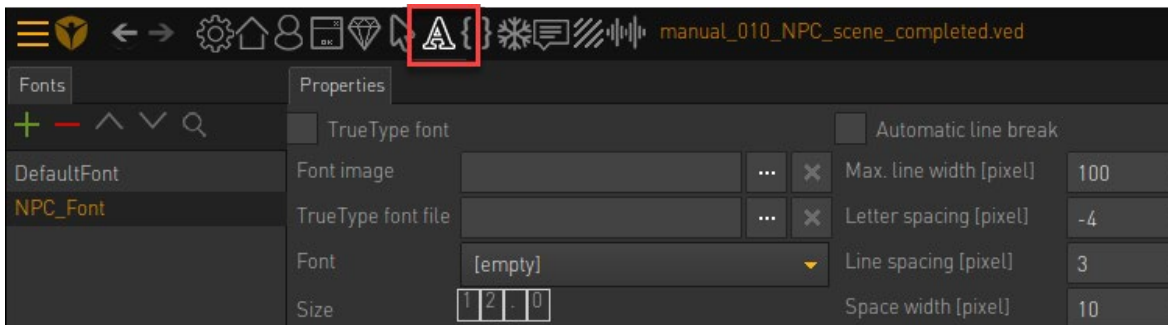 manual_010_NPC_scene_completed.ved
Fonts
Properties
TrueType font
Automatic line break
DefaultFont
Font image
...
Max. line width [pixel]
100
NPC_Font
TrueType font file
...
Letter spacing [pixel]
-4
Font
[empty]
Line spacing [pixel]
3
Size
12.0
Space width [pixel]
10